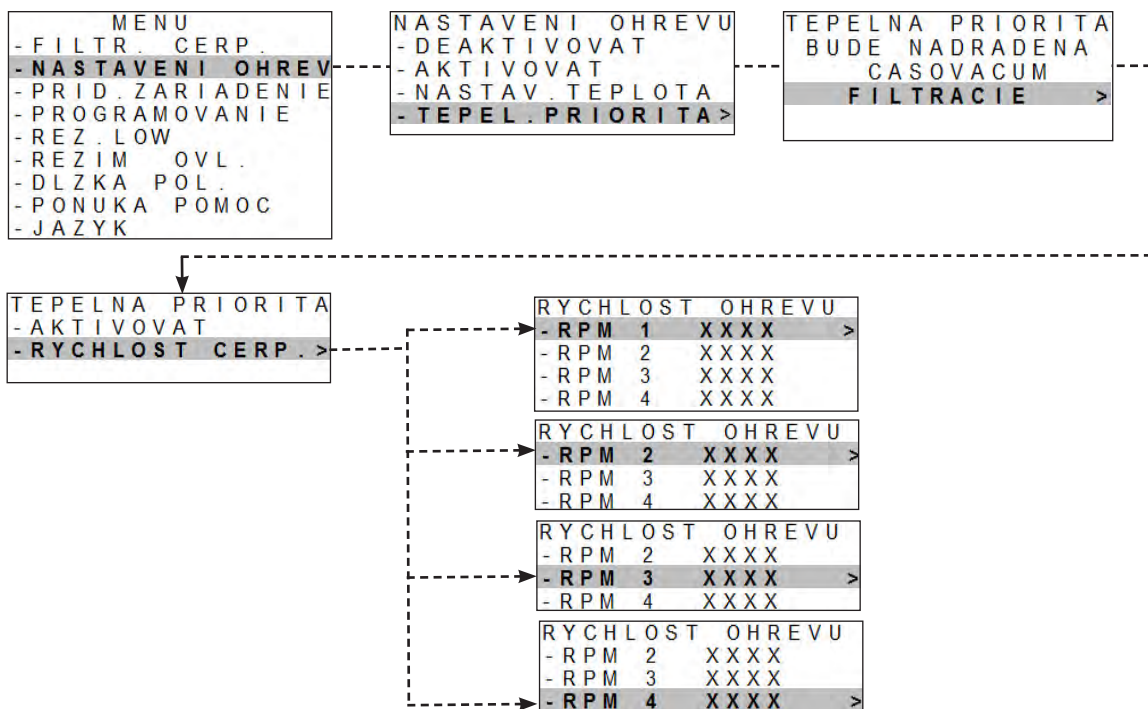 MENU
-FILTR. CERP.
-NASTAVENI OHREV
-PRID.ZARIADENIE
-PROGRAMOVANIE
-REZ.LOW
-REZIM OVL.
-DLZKA POL.
-PONUKA POMOC
-JAZYK
NASTAVENI OHREVU
-DEAKTIVOVAT
-AKTIVOVAT
-NASTAV.TEPLOTA
-TEPEL.PRIORITA>
TEPELNA PRIORITA
BUDE NADRADENA
CASOVACUM
FILTRACIE >
TEPELNA PRIORITA
-AKTIVOVAT
-RYCHLOST CERP.>
RYCHLOST OHREVU
-RPM 1 XXXX >
-RPM 2 XXXX
-RPM 3 XXXX
-RPM 4 XXXX
RYCHLOST OHREVU
-RPM 2 XXXX >
-RPM 3 XXXX
-RPM 4 XXXX
RYCHLOST OHREVU
-RPM 2 XXXX
-RPM 3 XXXX >
-RPM 4 XXXX
RYCHLOST OHREVU
-RPM 2 XXXX
-RPM 3 XXXX
-RPM 4 XXXX >